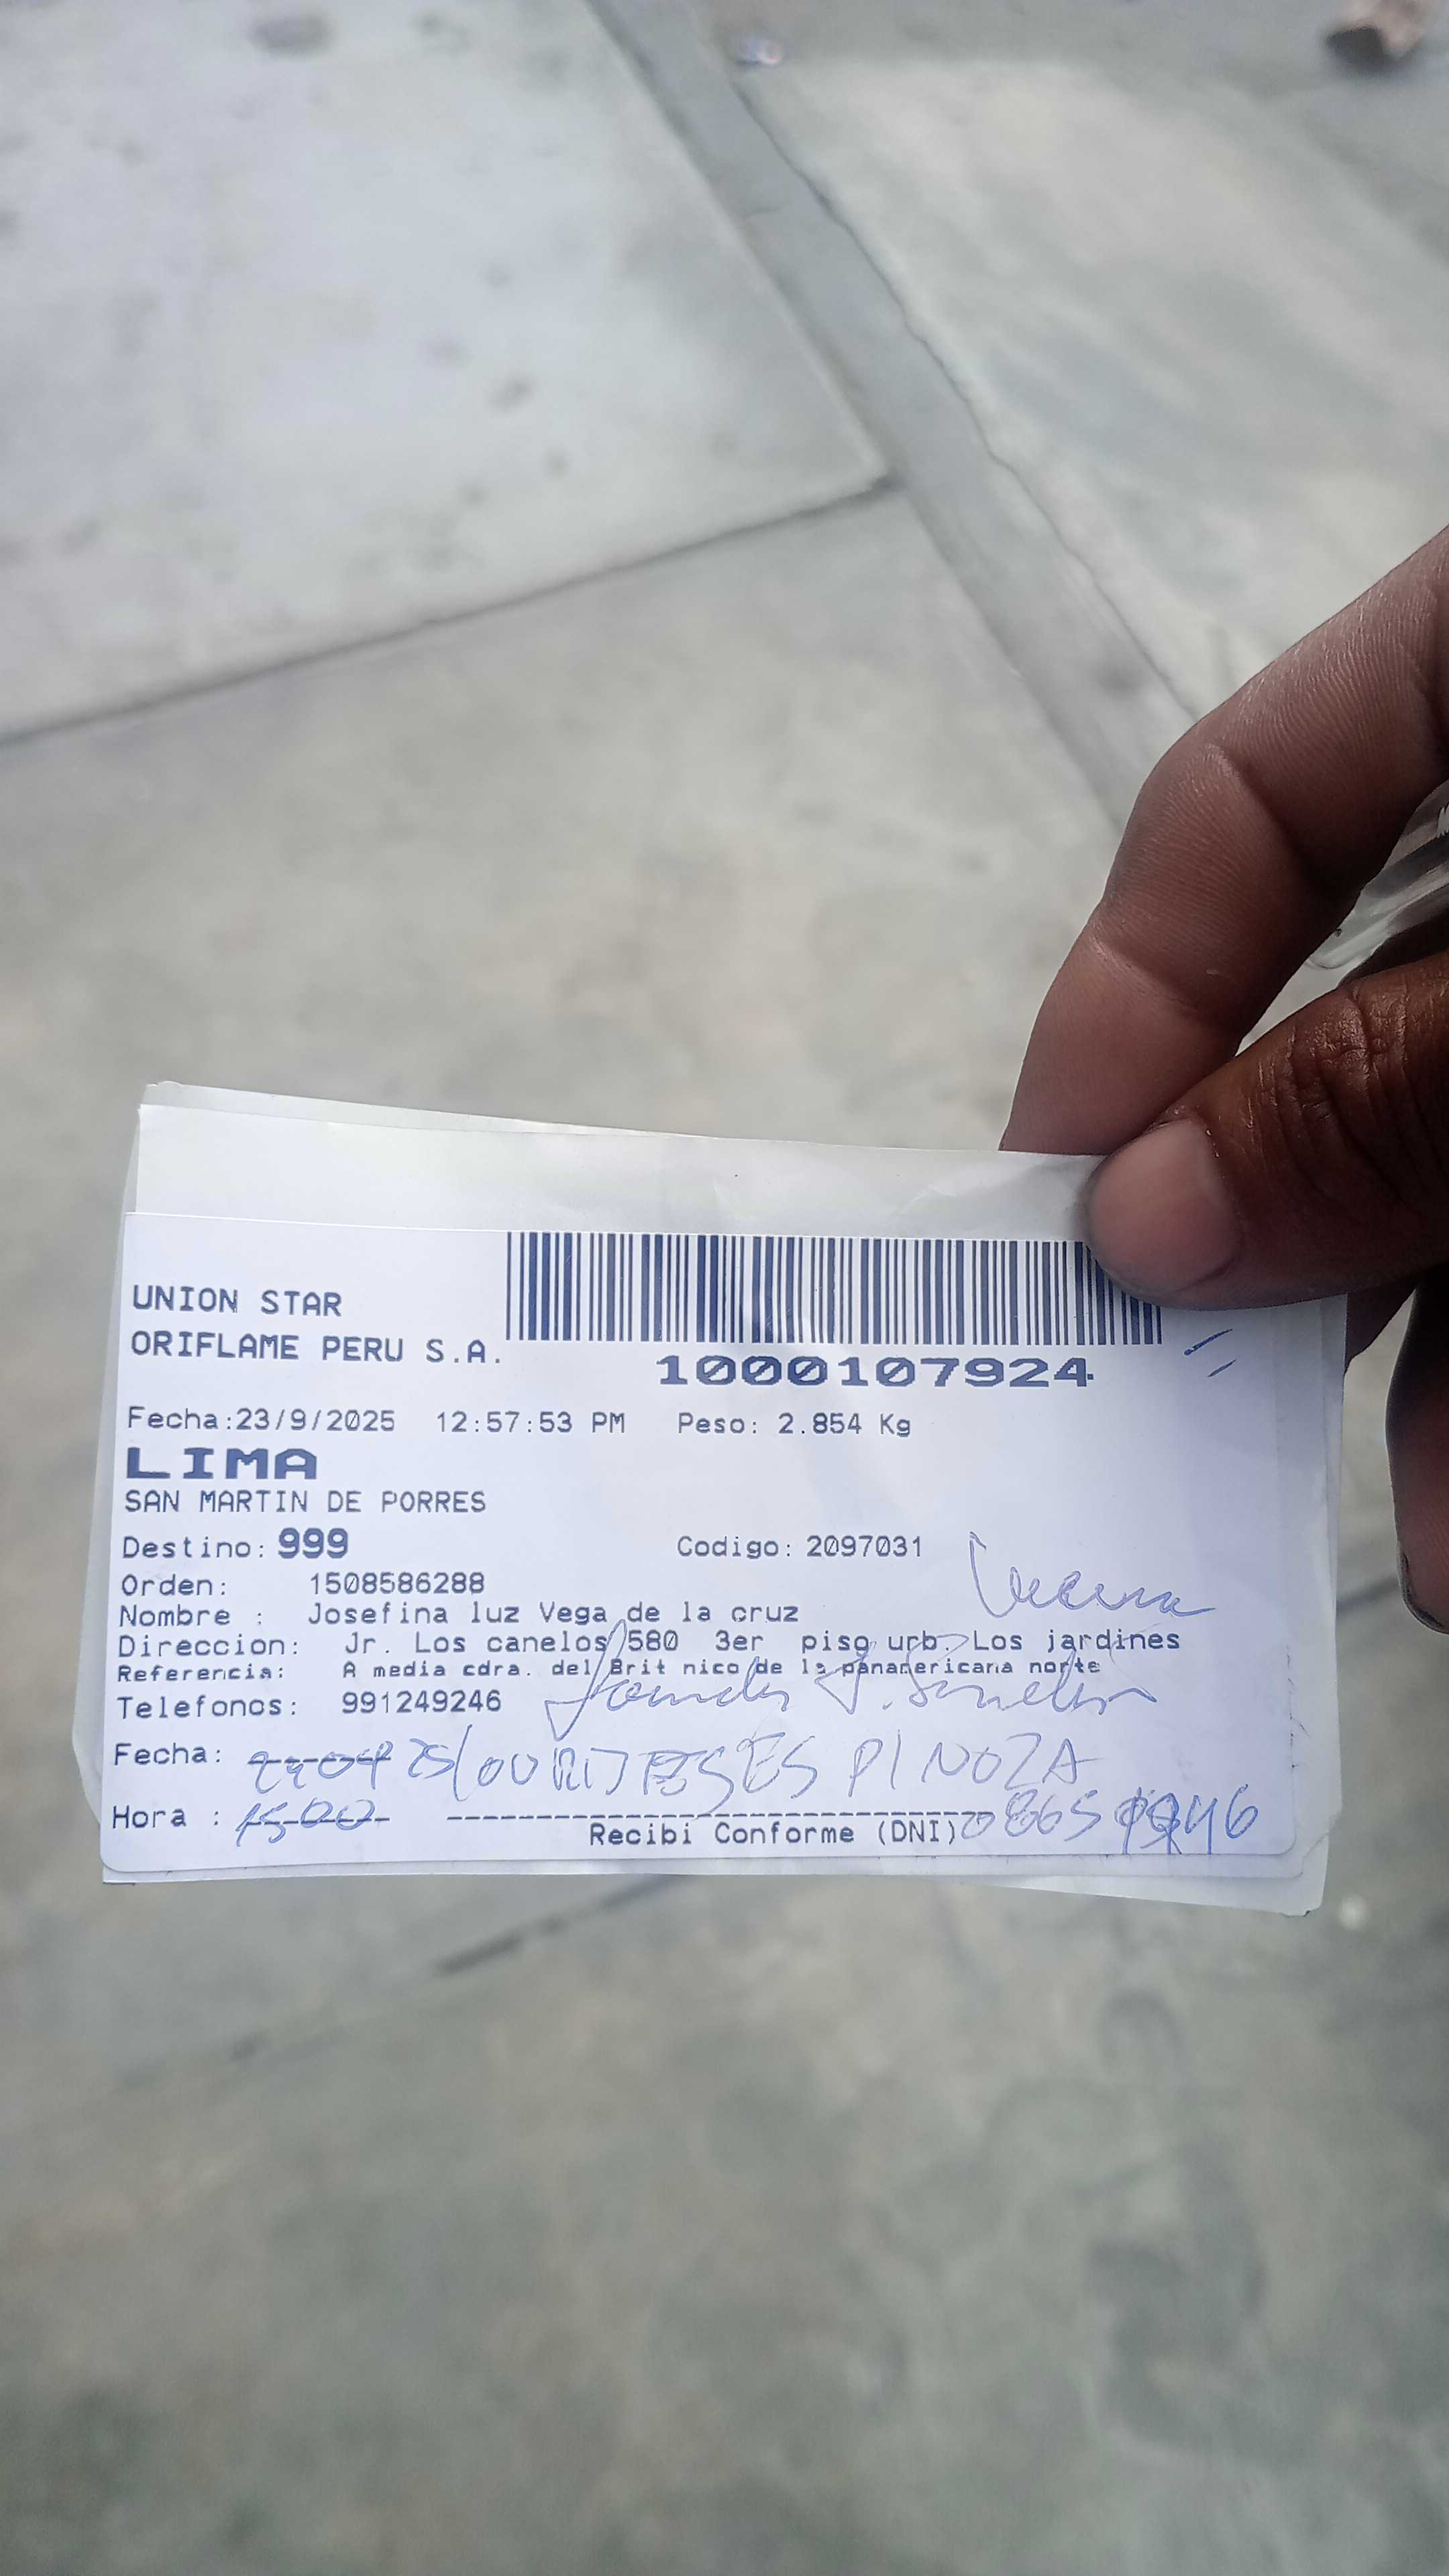 UNION STAR
ORIFLAME PERU S.A.
1000107924
Fecha:23/9/2025 12:57:53 PM Peso: 2.854 Kg
LIMA
SAN MARTIN DE PORRES
Destino: 999 Codigo: 2097031
Orden: 1508586288
Nombre : Josefina luz Vega de la cruz
Direccion: Jr. Los canelos 580 3er piso urb. Los jardines
Referencia: A media cdra. del Brit nico de la panamericana norte
Telefonos: 991249246
Fecha: ESPINOZA
Hora : 1500
Recibi Conforme (DNI)